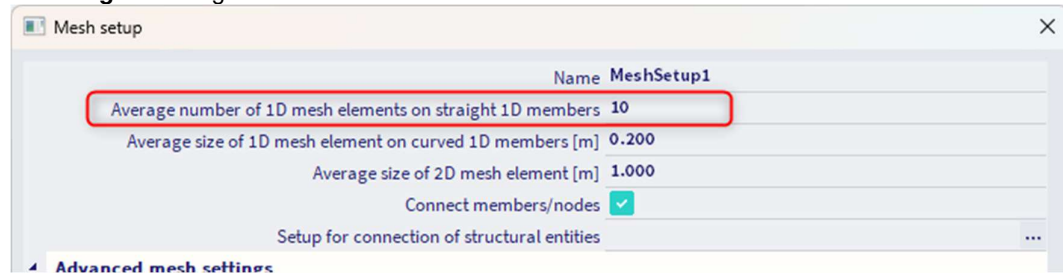 Mesh setup
Name MeshSetup1
Average number of 1D mesh elements on straight 1D members 10
Average size of 1D mesh element on curved 1D members [m] 0.200
Average size of 2D mesh element [m] 1.000
Connect members/nodes
Setup for connection of structural entities ...
Advanced mesh settings